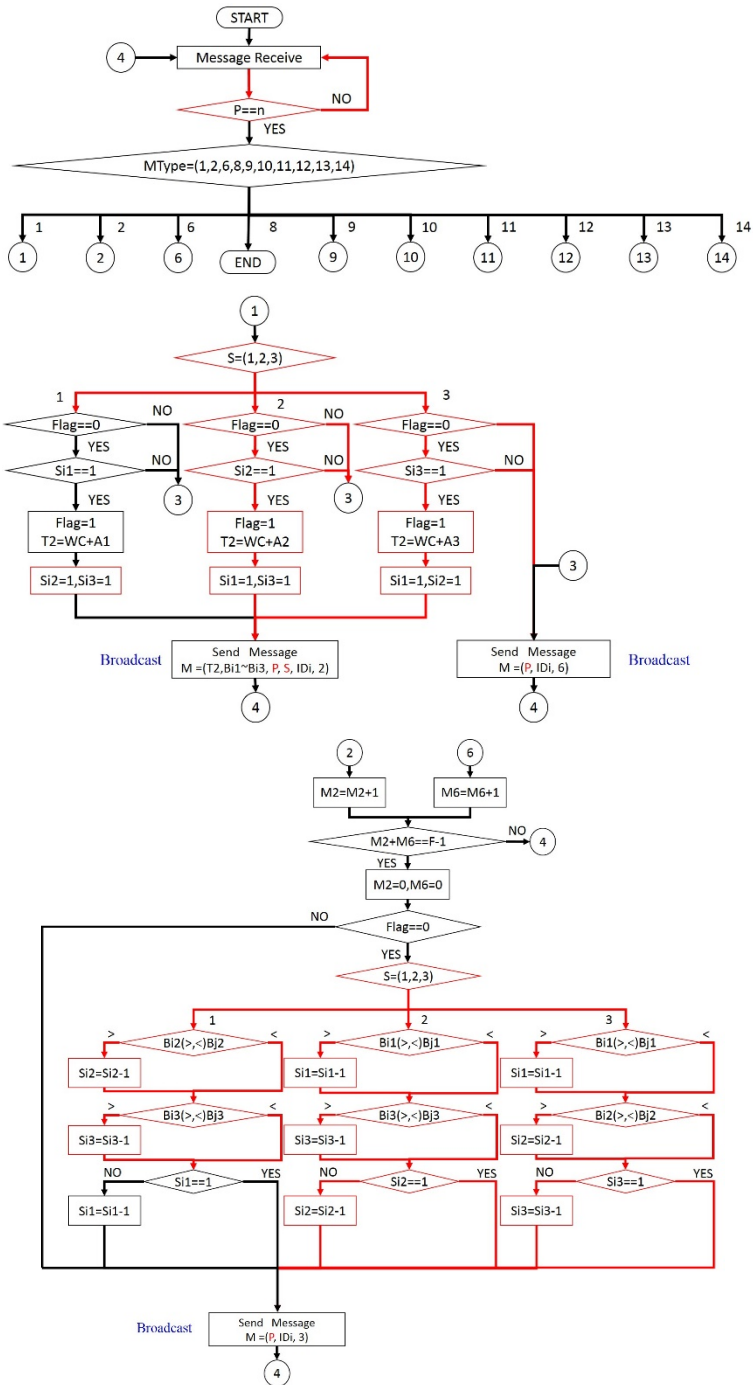 START
4
Message Receive
P==n
NO
YES
MType=(1,2,6,8,9,10,11,12,13,14)
1 2 6 8 9 10 11 12 13 14
1 2 6 END 9 10 11 12 13 14
1
S=(1,2,3)
1 2 3
Flag==0 NO Flag==0 NO Flag==0
YES YES YES
Si1==1 NO Si2==1 NO Si3==1 NO
YES 3 YES 3 YES
Flag=1 Flag=1 Flag=1
T2=WC+A1 T2=WC+A2 T2=WC+A3
Si2=1,Si3=1 Si1=1,Si3=1 Si1=1,Si2=1 3
Broadcast
Send Message
M =(T2,Bi1~Bi3, P, S, IDi, 2)
4
Send Message
M =(P, IDi, 6)
Broadcast
4
2 6
M2=M2+1 M6=M6+1
M2+M6==F-1 NO 4
YES
M2=0,M6=0
NO Flag==0
YES
S=(1,2,3)
1 2 3
> Bi2(>,<)Bj2 < > Bi1(>,<)Bj1 < > Bi1(>,<)Bj1 <
Si2=Si2-1 Si1=Si1-1 Si1=Si1-1
> Bi3(>,<)Bj3 < > Bi3(>,<)Bj3 < > Bi2(>,<)Bj2 <
Si3=Si3-1 Si3=Si3-1 Si2=Si2-1
NO Si1==1 YES NO Si2==1 YES NO Si3==1 YES
Si1=Si1-1 Si2=Si2-1 Si3=Si3-1
Broadcast
Send Message
M =(P, IDi, 3)
4